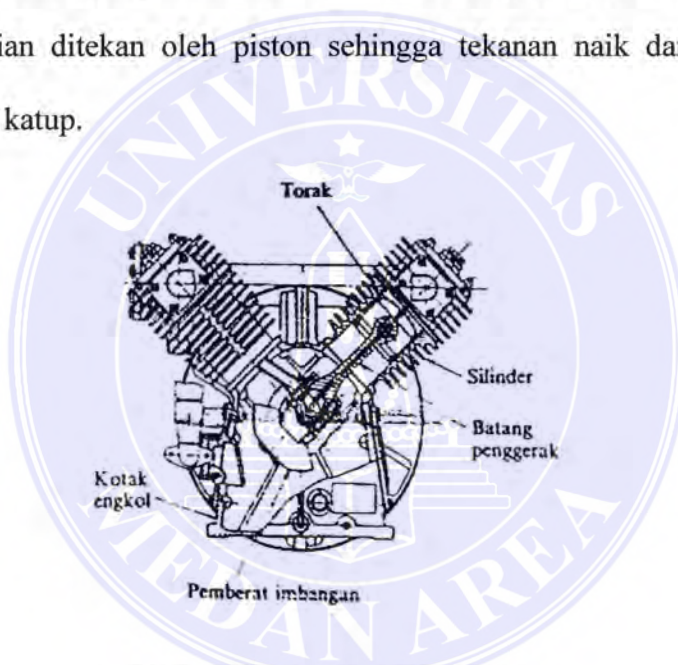 ian ditekan oleh piston sehingga tekanan naik dar
katup.
UNIVERSITAS
Torak
Silinder
Batang
penggerak
Kotak
engkol
Pemberat imbangan
MEDAN AREA